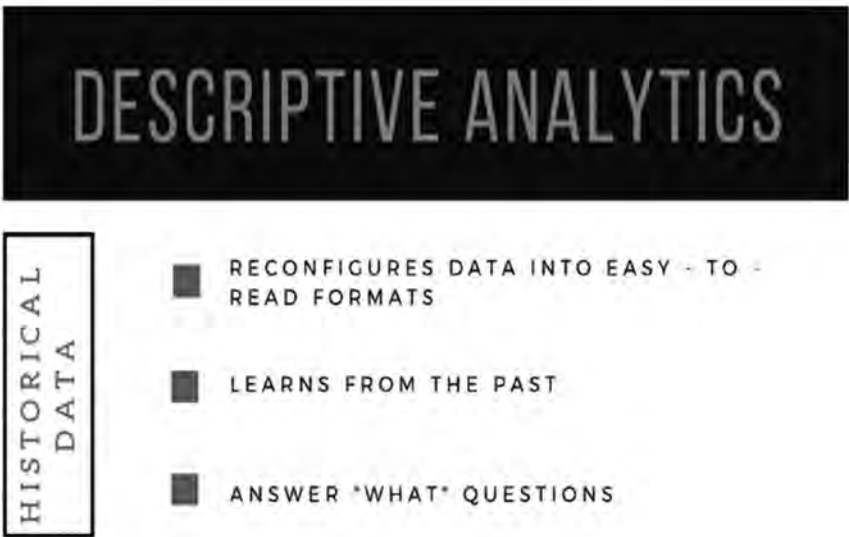 DESCRIPTIVE ANALYTICS
HISTORICAL
DATA
RECONFIGURES DATA INTO EASY - TO -
READ FORMATS
LEARNS FROM THE PAST
ANSWER "WHAT" QUESTIONS